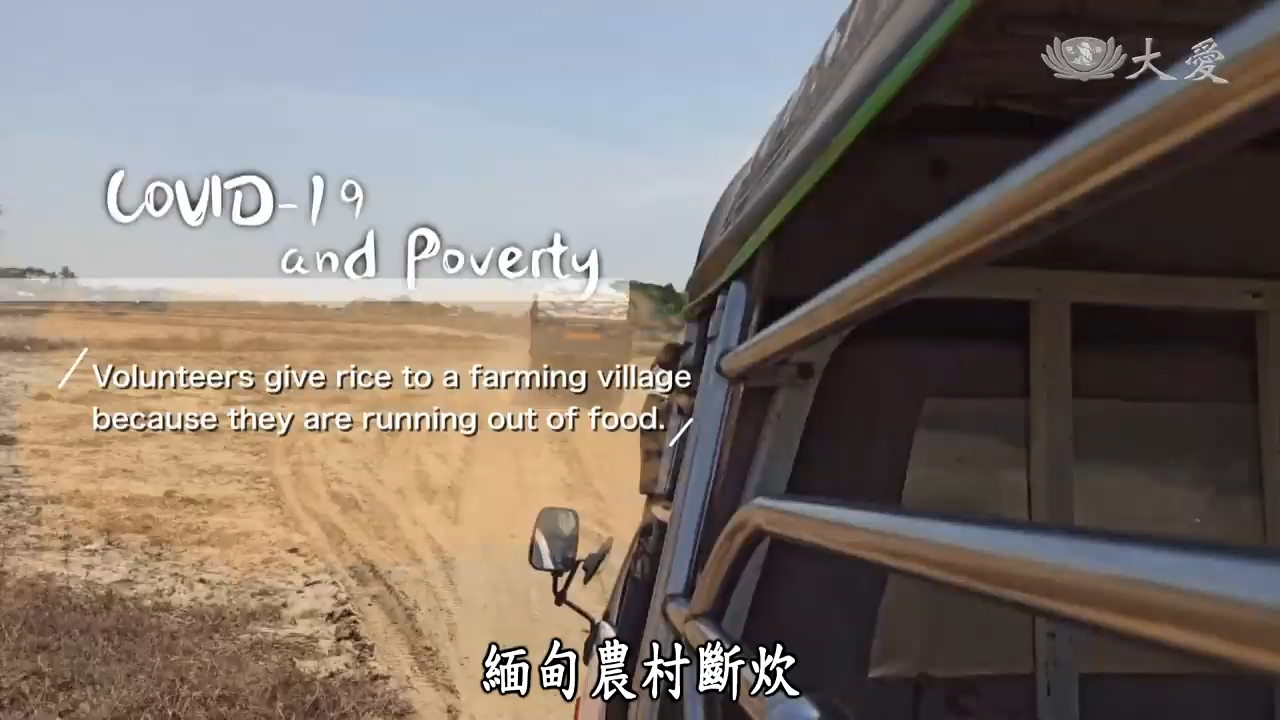 大愛
COVID-19
and Poverty
Volunteers give rice to a farming village
because they are running out of food.
緬甸農村斷炊